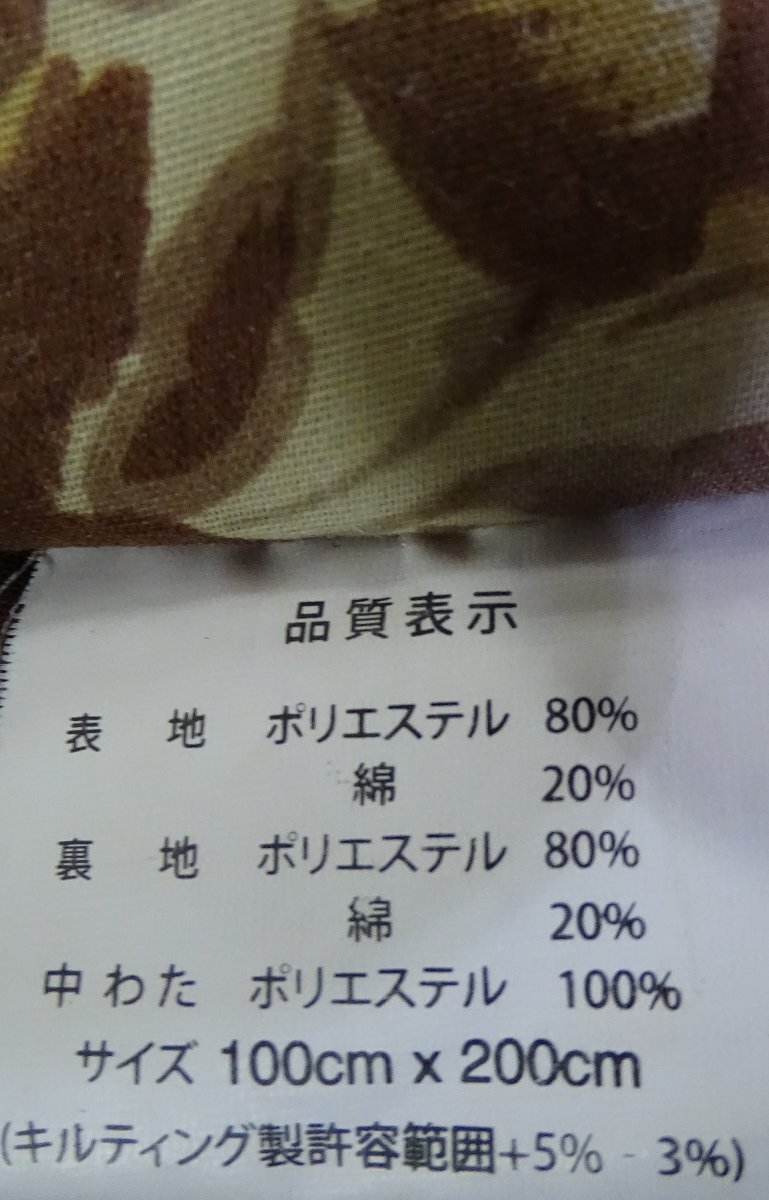 品質表示
表 地 ポリエステル 80%
綿 20%
裏 地 ポリエステル 80%
綿 20%
中わた ポリエステル 100%
サイズ 100cm x 200cm
(キルティング製許容範囲+5% - 3%)